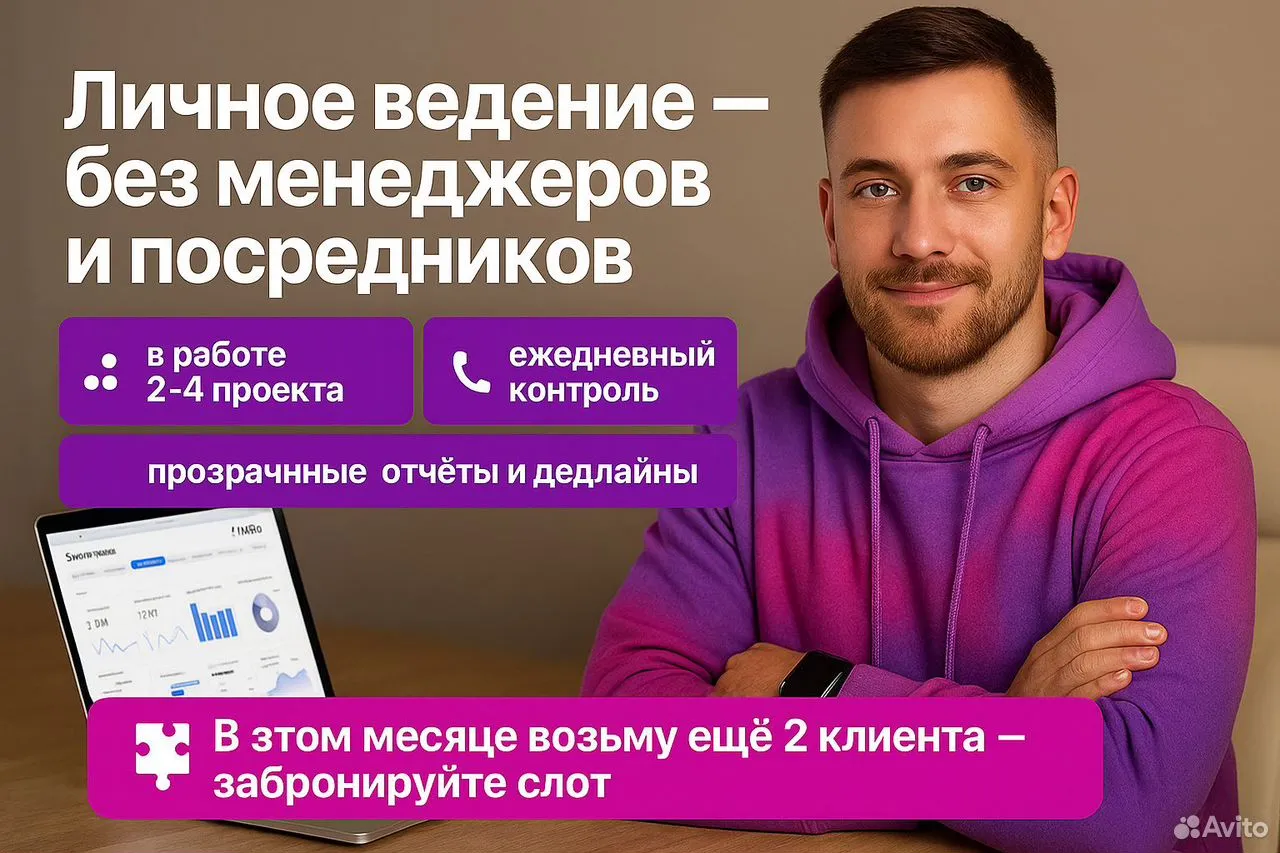 Личное ведение —
без менеджеров
и посредников
в работе
2-4 проекта
ежедневный
контроль
прозрачнные отчёты и дедлайны
12
В зтом месяце возьму ещё 2 клиента –
забронируйте слот
Avito